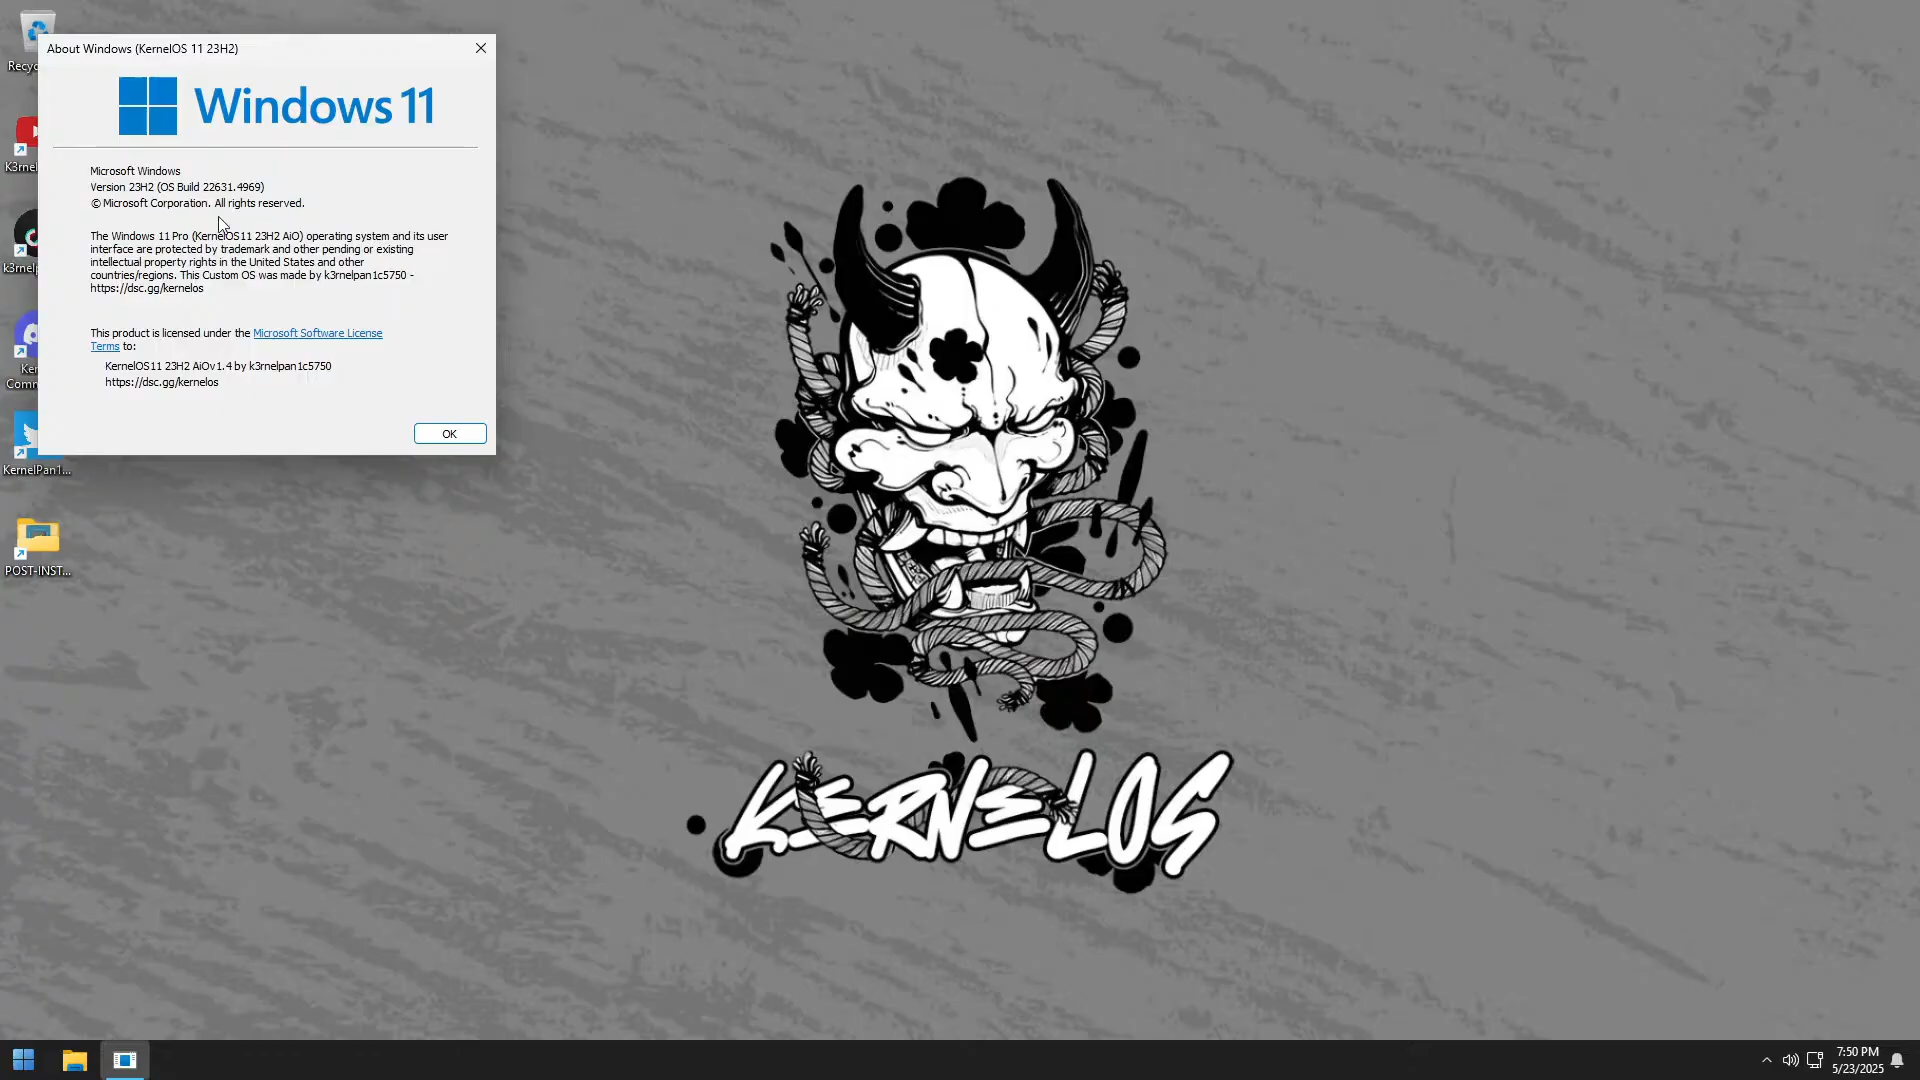 About Windows (KernelOS 11 23H2)
Windows 11
Microsoft Windows
Version 23H2 (OS Build 22631.4969)
© Microsoft Corporation. All rights reserved.
The Windows 11 Pro (KernelOS11 23H2 AiO) operating system and its user
interface are protected by trademark and other pending or existing
intellectual property rights in the United States and other
countries/regions. This Custom OS was made by k3rnelpan1c5750 -
https://dsc.gg/kernelos
This product is licensed under the Microsoft Software License
Terms to:
KernelOS11 23H2 AiOv1.4 by k3rnelpan1c5750
https://dsc.gg/kernelos
OK
Recyc
K3rnel
k3rnelp
Ker
Comm
KernelPan1...
POST-INST...
KERNELOS
7:50 PM
5/23/2025